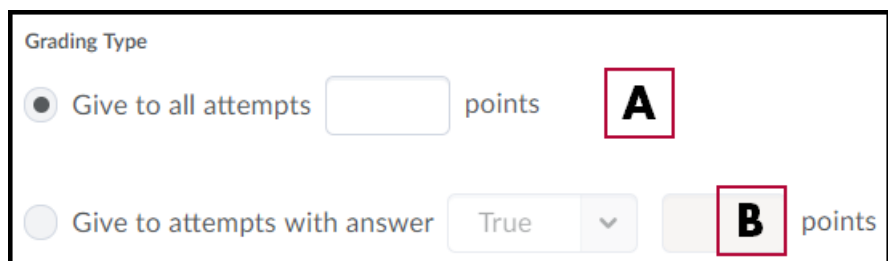 Grading Type
Give to all attempts points A
Give to attempts with answer True B points